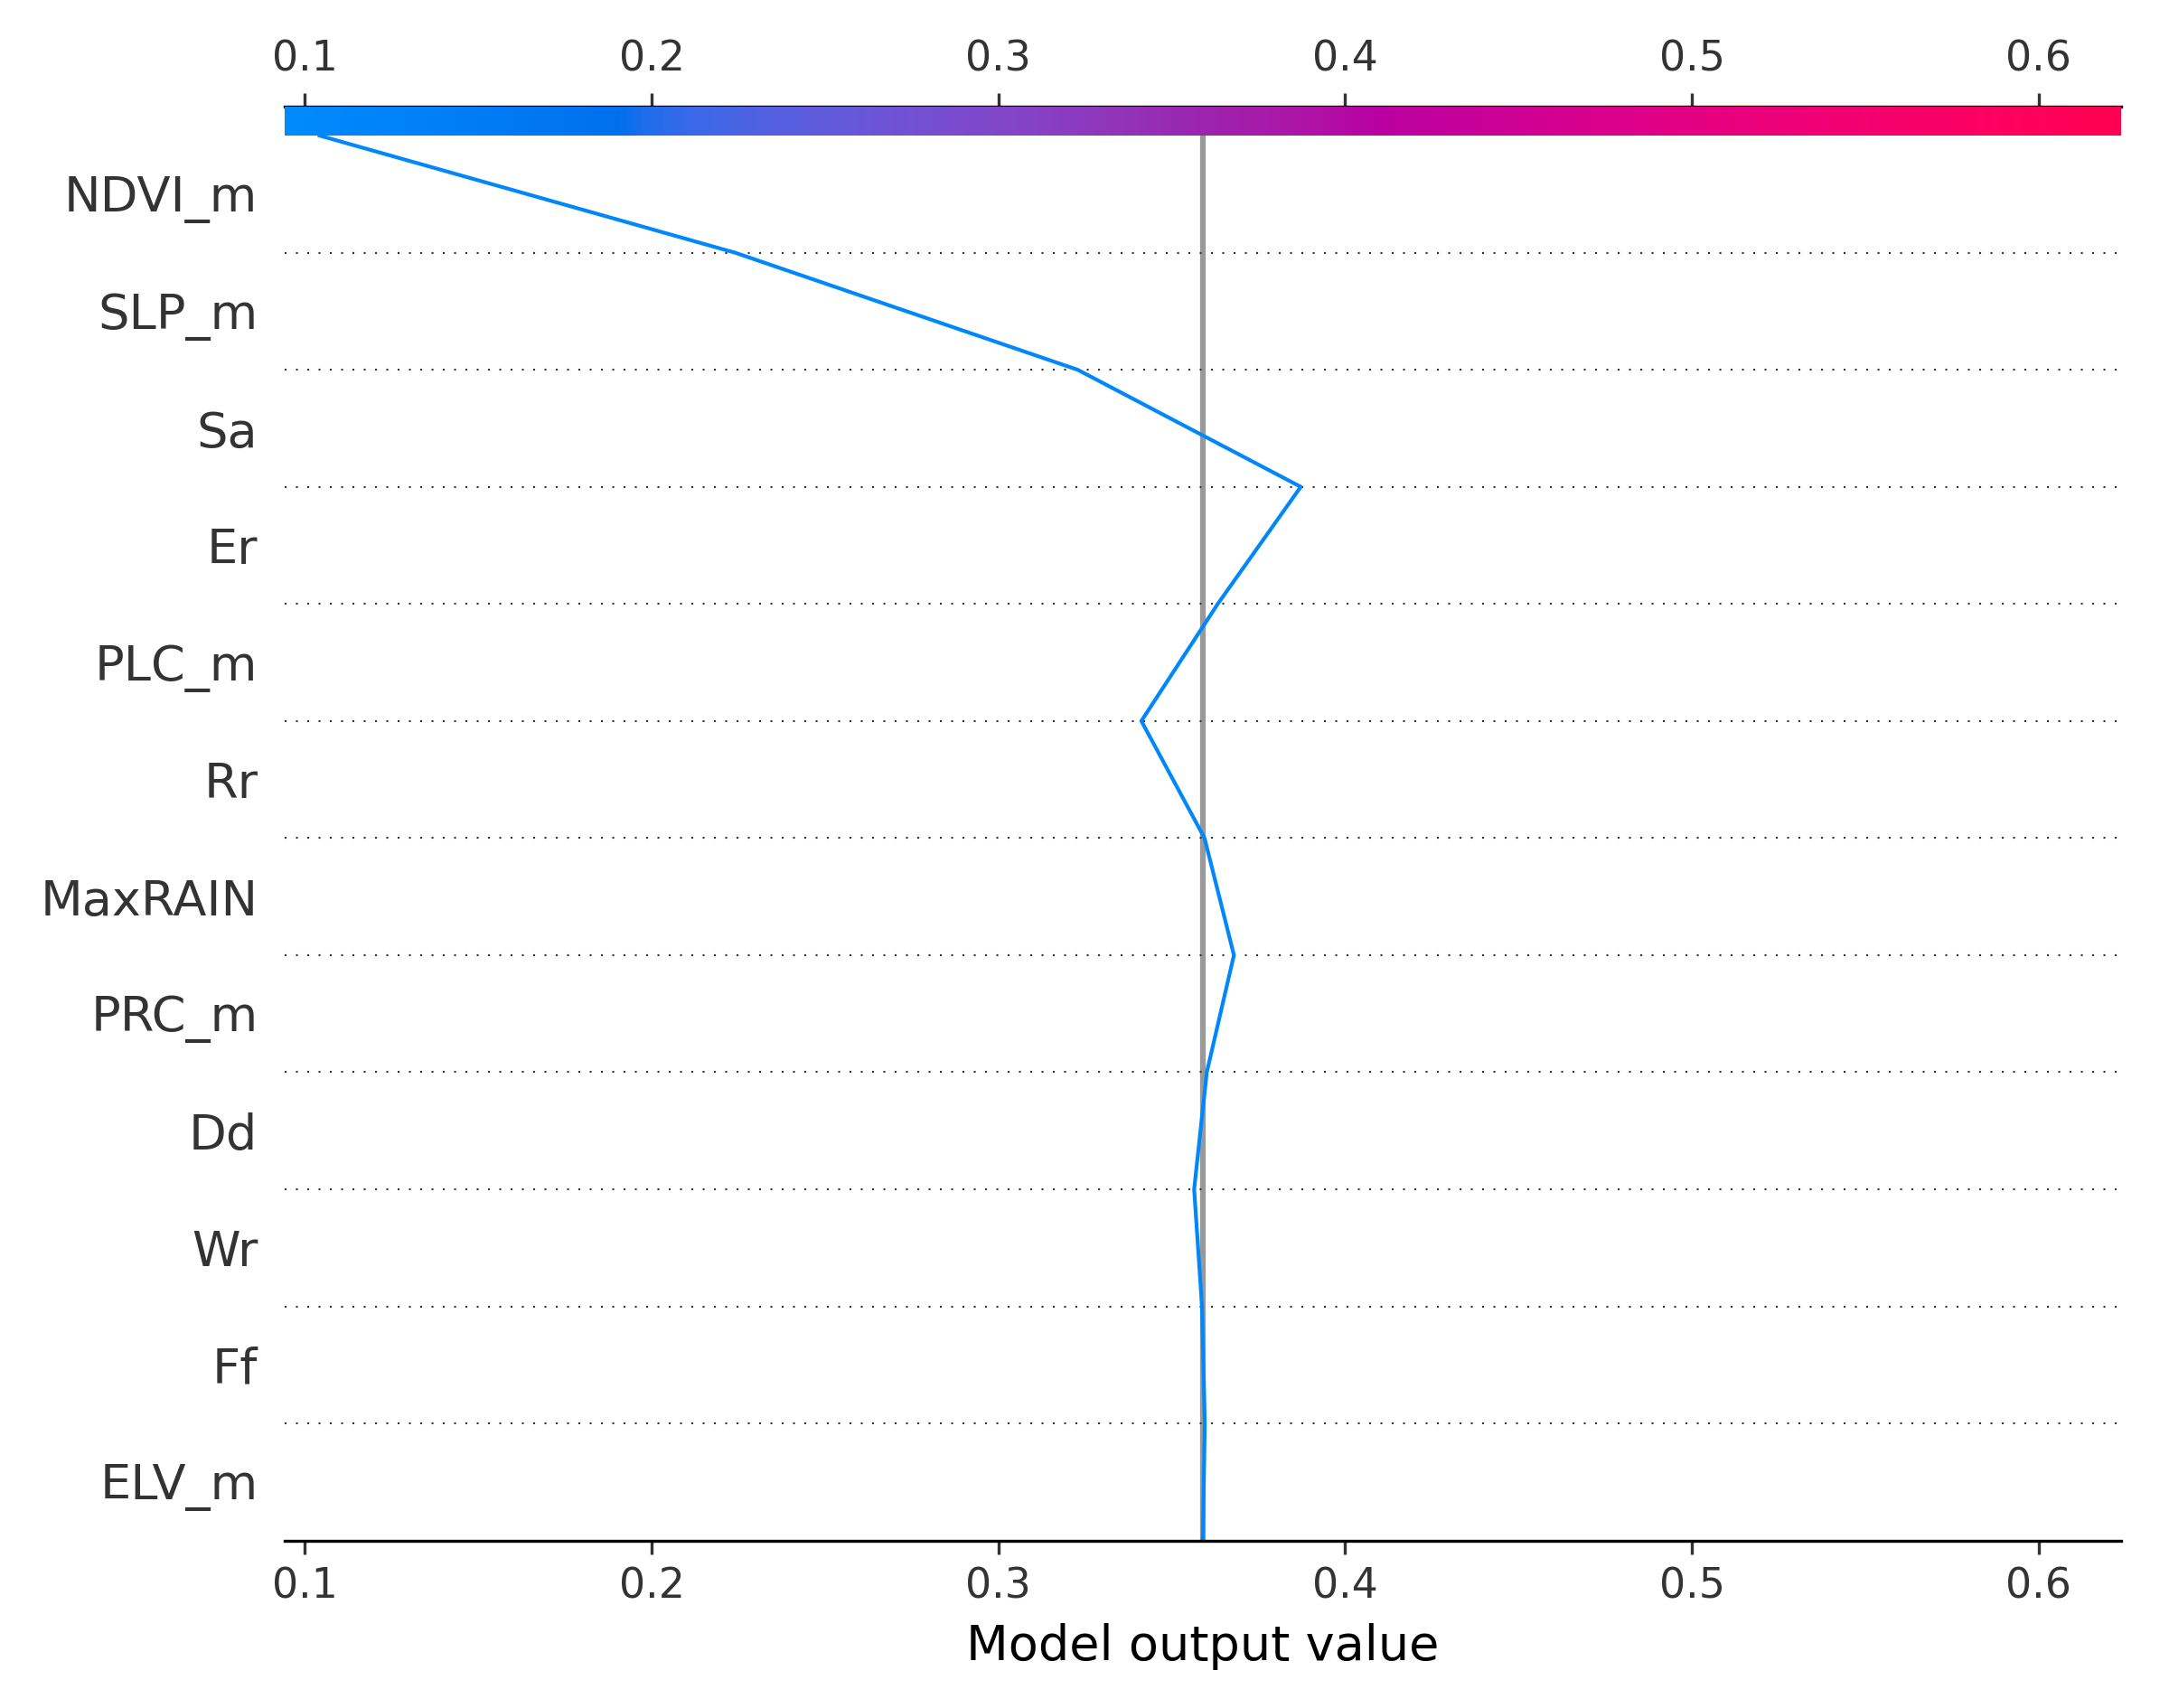 0.1 0.2 0.3 0.4 0.5 0.6
NDVI_m
SLP_m
Sa
Er
PLC_m
Rr
MaxRAIN
PRC_m
Dd
Wr
Ff
ELV_m
0.1 0.2 0.3 0.4 0.5 0.6
Model output value